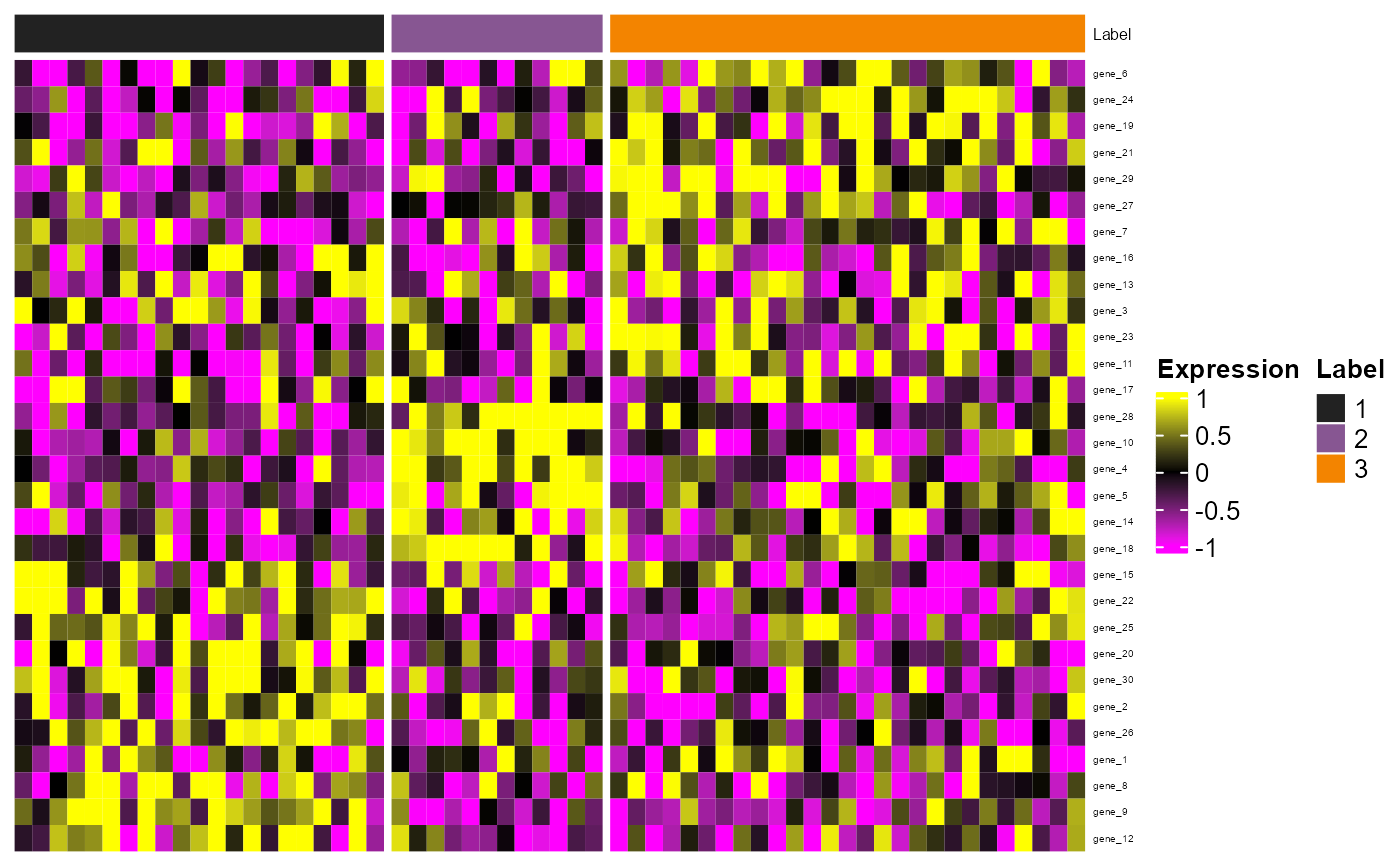 Label
gene_6
gene_24
gene_19
gene_21
gene_29
gene_27
gene_7
gene_16
gene_13
gene_3
gene_23
gene_11
gene_17
gene_28
gene_10
gene_4
gene_5
gene_14
gene_18
gene_15
gene_22
gene_25
gene_20
gene_30
gene_2
gene_26
gene_1
gene_8
gene_9
gene_12
Expression
1
0.5
0
-0.5
-1
Label
1
2
3